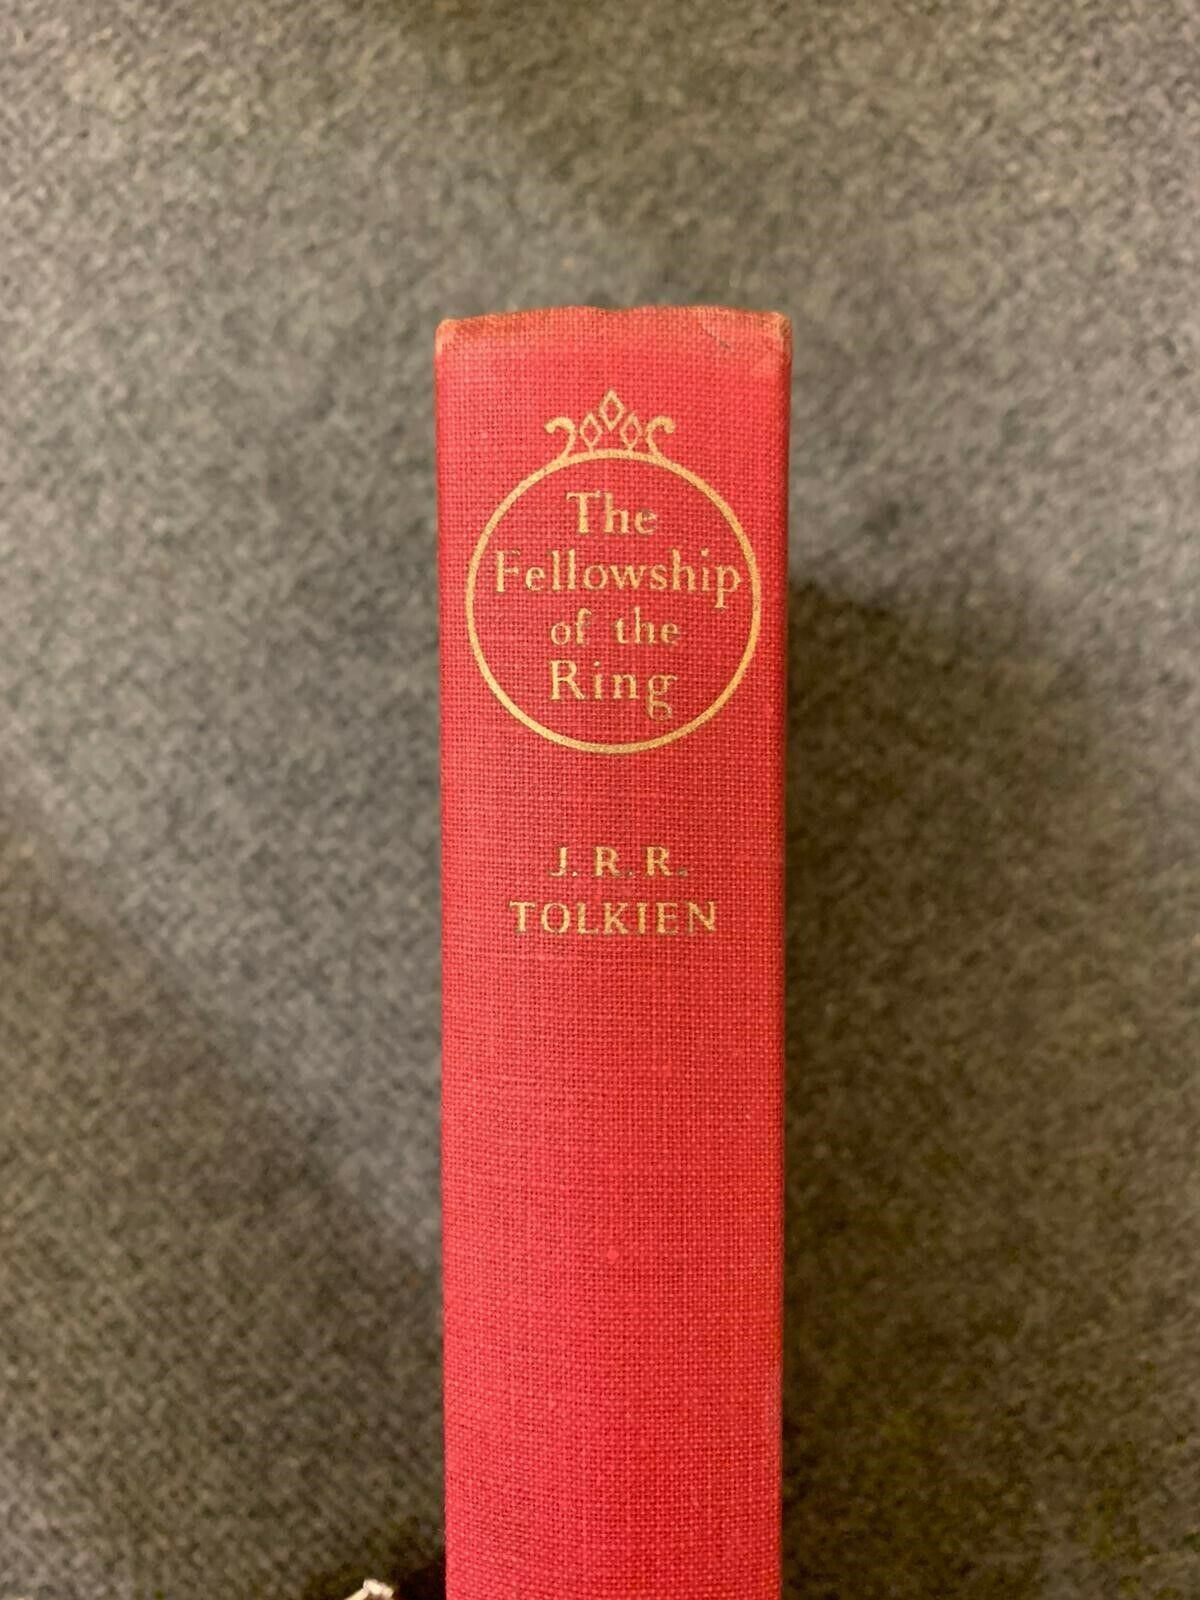 The
Fellowship
of the
Ring
J. R. R.
TOLKIEN